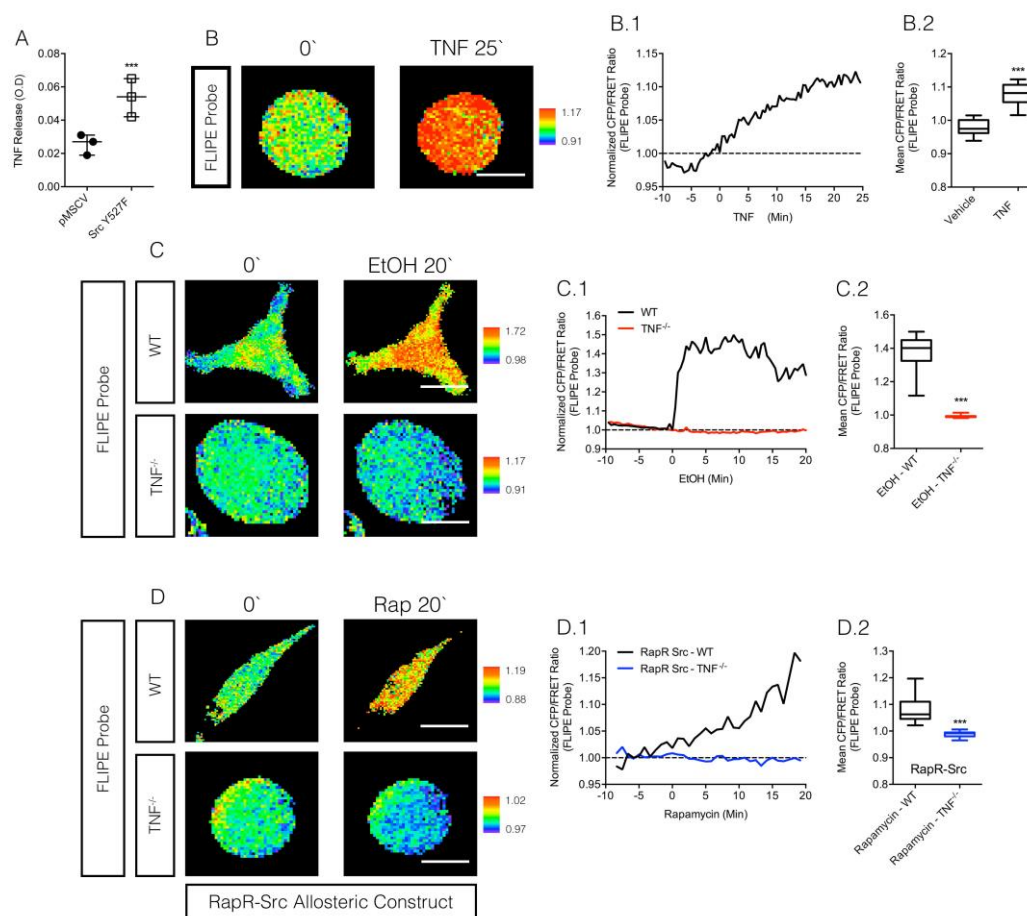 A
TNF Release (O.D)
0.08
0.06
0.04
0.02
0.00
***
pMSCV
Src Y527F
B
0`
TNF 25`
FLIPE Probe
1.17
0.91
B.1
Normalized CFP/FRET Ratio
(FLIPE Probe)
1.15
1.10
1.05
1.00
0.95
-10 -5 0 5 10 15 20 25
TNF (Min)
B.2
Mean CFP/FRET Ratio
(FLIPE Probe)
1.2
1.1
1.0
0.9
0.8
***
Vehicle
TNF
C
0`
EtOH 20`
FLIPE Probe
WT
1.72
0.98
TNF-/-
1.17
0.91
C.1
WT
TNF-/-
Normalized CFP/FRET Ratio
(FLIPE Probe)
1.6
1.5
1.4
1.3
1.2
1.1
1.0
0.9
-10 -5 0 5 10 15 20
EtOH (Min)
C.2
Mean CFP/FRET Ratio
(FLIPE Probe)
1.6
1.4
1.2
1.0
0.8
***
EtOH - WT
EtOH - TNF-/-
D
0`
Rap 20`
FLIPE Probe
WT
1.19
0.88
TNF-/-
1.02
0.97
RapR-Src Allosteric Construct
D.1
RapR Src - WT
RapR Src - TNF-/-
Normalized CFP/FRET Ratio
(FLIPE Probe)
1.20
1.15
1.10
1.05
1.00
0.95
-10 -5 0 5 10 15 20
Rapamycin (Min)
D.2
Mean CFP/FRET Ratio
(FLIPE Probe)
1.3
1.2
1.1
1.0
0.9
0.8
***
RapR-Src
Rapamycin - WT
Rapamycin - TNF-/-